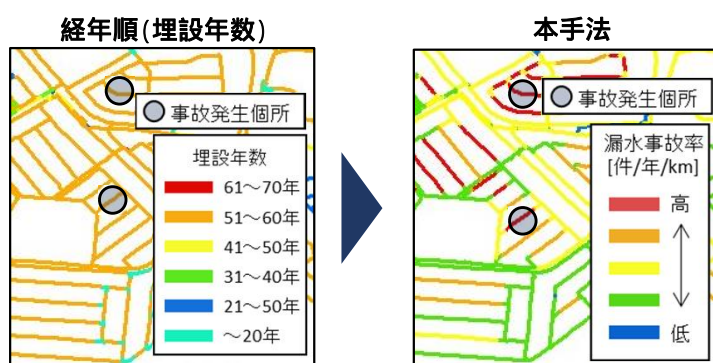 経年順(埋設年数)
事故発生個所
埋設年数
61～70年
51～60年
41～50年
31～40年
21～50年
～20年
本手法
事故発生個所
漏水事故率
[件/年/km]
高
低